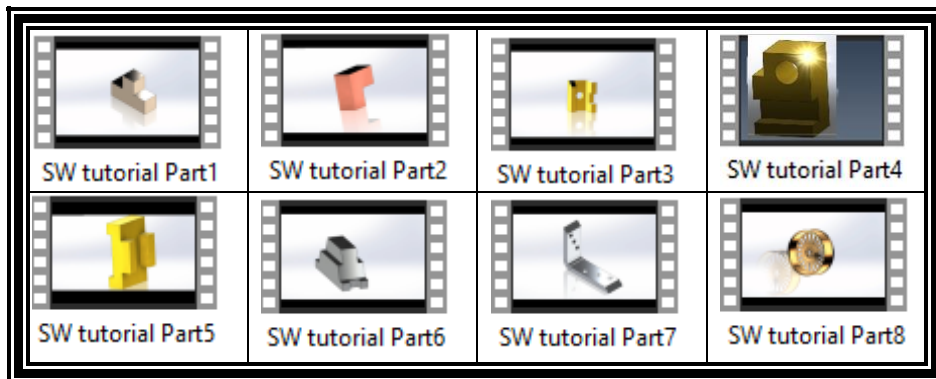 SW tutorial Part1
SW tutorial Part2
SW tutorial Part3
SW tutorial Part4
SW tutorial Part5
SW tutorial Part6
SW tutorial Part7
SW tutorial Part8